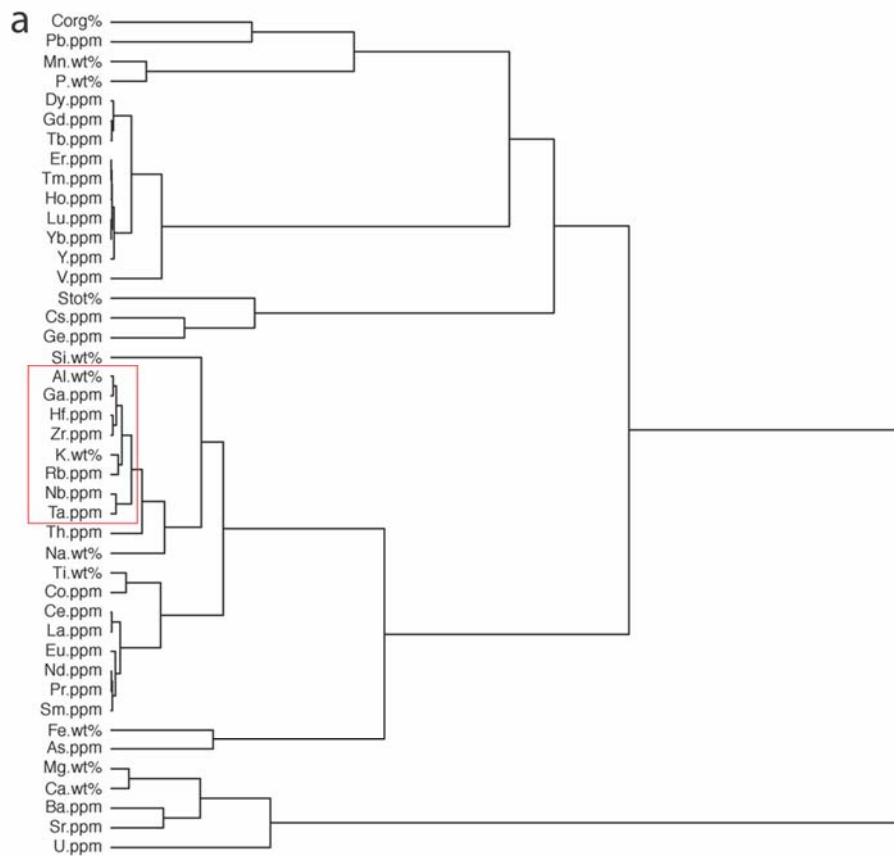 a
Corg%
Pb.ppm
Mn.wt%
P.wt%
Dy.ppm
Gd.ppm
Tb.ppm
Er.ppm
Tm.ppm
Ho.ppm
Lu.ppm
Yb.ppm
Y.ppm
V.ppm
Stot%
Cs.ppm
Ge.ppm
Si.wt%
Al.wt%
Ga.ppm
Hf.ppm
Zr.ppm
K.wt%
Rb.ppm
Nb.ppm
Ta.ppm
Th.ppm
Na.wt%
Ti.wt%
Co.ppm
Ce.ppm
La.ppm
Eu.ppm
Nd.ppm
Pr.ppm
Sm.ppm
Fe.wt%
As.ppm
Mg.wt%
Ca.wt%
Ba.ppm
Sr.ppm
U.ppm